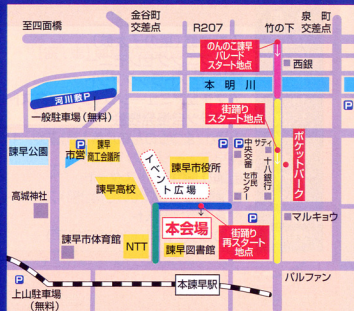 至四面橋
金谷町
交差点
R207
竹の下
泉町
交差点
のんのこ諫早
パレード
スタート地点
西銀
本明川
河川敷P
一般駐車場(無料)
街踊り
スタート地点
P
諫早公園
市営
P
諫早
商工会議所
イベント広場
諫早市役所
P
中央交番
市民
センター
サティ
十八銀行
ポケットパーク
諫早高校
高城神社
本会場
街踊り
再スタート
地点
P
P
マルキョウ
諫早市体育館
NTT
諫早図書館
バルファン
P
上山駐車場
(無料)
本諫早駅